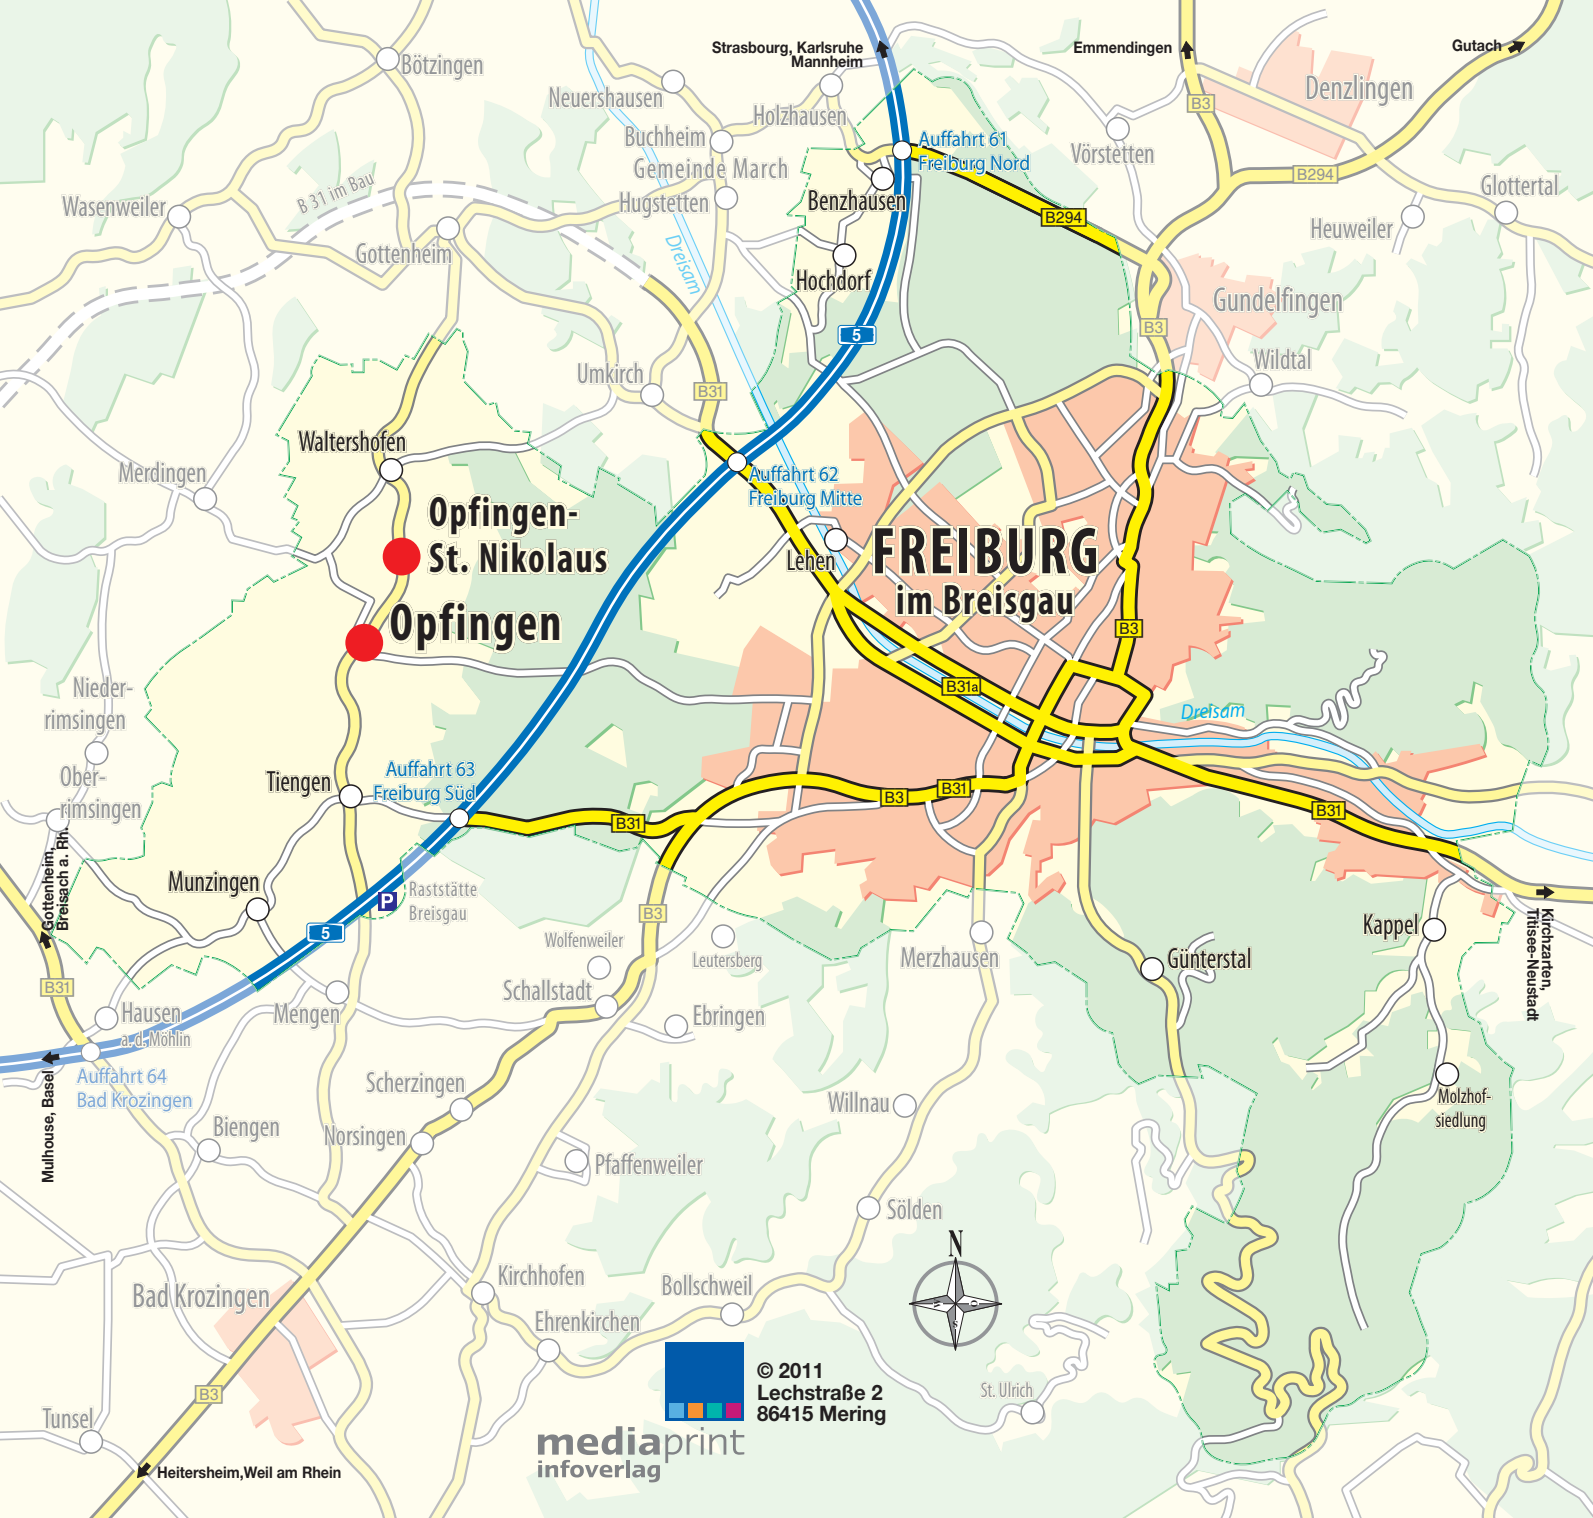 Strasbourg, Karlsruhe
Mannheim
Emmendingen
Gutach
Bötzingen
Neuershausen
Holzhausen
Denzlingen
B3
Buchheim
Auffahrt 61
Freiburg Nord
Vörstetten
Gemeinde March
B294
Glottertal
B 31 im Bau
Wasenweiler
Hugstetten
Benzhausen
B294
Heuweiler
Gottenheim
Dreisam
Hochdorf
Gundelfingen
5
B3
Umkirch
B31
Wildtal
Waltershofen
Merdingen
Auffahrt 62
Freiburg Mitte
Opfingen-
St. Nikolaus
Lehen
FREIBURG
im Breisgau
Opfingen
B3
Nieder-
rimsingen
B31a
Dreisam
Ober-
rimsingen
Tiengen
Auffahrt 63
Freiburg Süd
B31
B3
B31
B31
Gottenheim,
Breisach a. Rh.
Munzingen
P
Raststätte
Breisgau
5
B3
Wolfenweiler
Leutersberg
Merzhausen
Günterstal
Kappel
Kirchzarten,
Titisee-Neustadt
B31
Hausen
a. d. Möhlin
Mengen
Schallstadt
Ebringen
Auffahrt 64
Bad Krozingen
Mulhouse, Basel
Scherzingen
Willnau
Molzhof-
siedlung
Biengen
Norsingen
Pfaffenweiler
Sölden
N
O
S
W
Kirchhofen
Bollschweil
Bad Krozingen
Ehrenkirchen
B3
St. Ulrich
Tunsel
© 2011
Lechstraße 2
86415 Mering
mediaprint
infoverlag
Heitersheim,Weil am Rhein